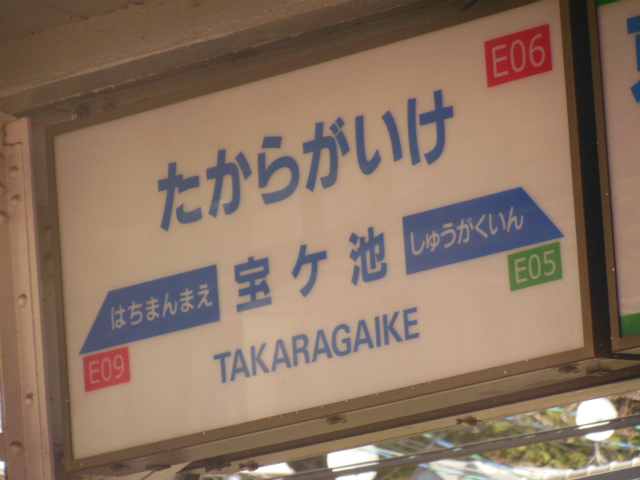 E06
たからがいけ
はちまんまえ
宝ケ池
しゅうがくいん
E09
E05
TAKARAGAIKE